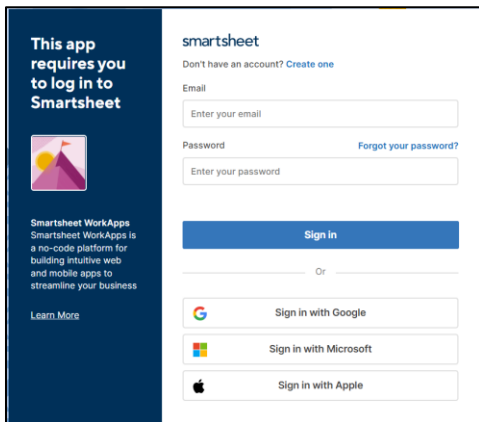 This app
requires you
to log in to
Smartsheet
Smartsheet WorkApps
Smartsheet WorkApps is
a no-code platform for
building intuitive web
and mobile apps to
streamline your business
Learn More
smartsheet
Don't have an account? Create one
Email
Enter your email
Password Forgot your password?
Enter your password
Sign in
Or
Sign in with Google
Sign in with Microsoft
Sign in with Apple